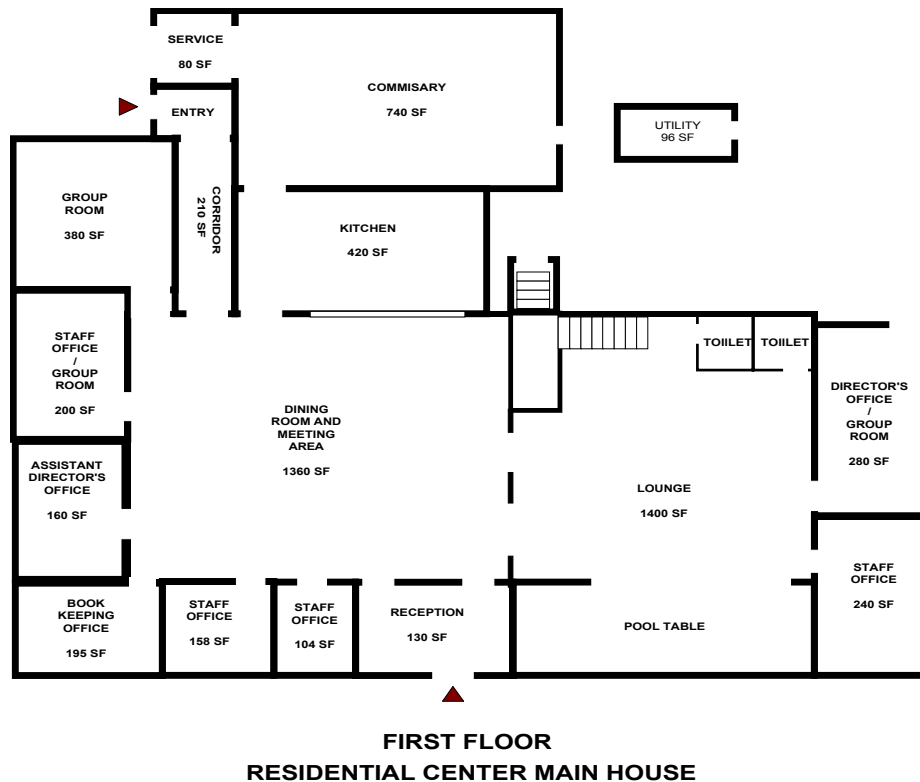 SERVICE
80 SF
COMMISARY
740 SF
ENTRY
UTILITY
96 SF
GROUP
ROOM
380 SF
CORRIDOR
210 SF
KITCHEN
420 SF
STAFF
OFFICE
/
GROUP
ROOM
200 SF
TOIILET
TOIILET
DINING
ROOM AND
MEETING
AREA
1360 SF
DIRECTOR'S
OFFICE
/
GROUP
ROOM
280 SF
ASSISTANT
DIRECTOR'S
OFFICE
160 SF
LOUNGE
1400 SF
STAFF
OFFICE
240 SF
BOOK
KEEPING
OFFICE
195 SF
STAFF
OFFICE
158 SF
STAFF
OFFICE
104 SF
RECEPTION
130 SF
POOL TABLE
FIRST FLOOR
RESIDENTIAL CENTER MAIN HOUSE